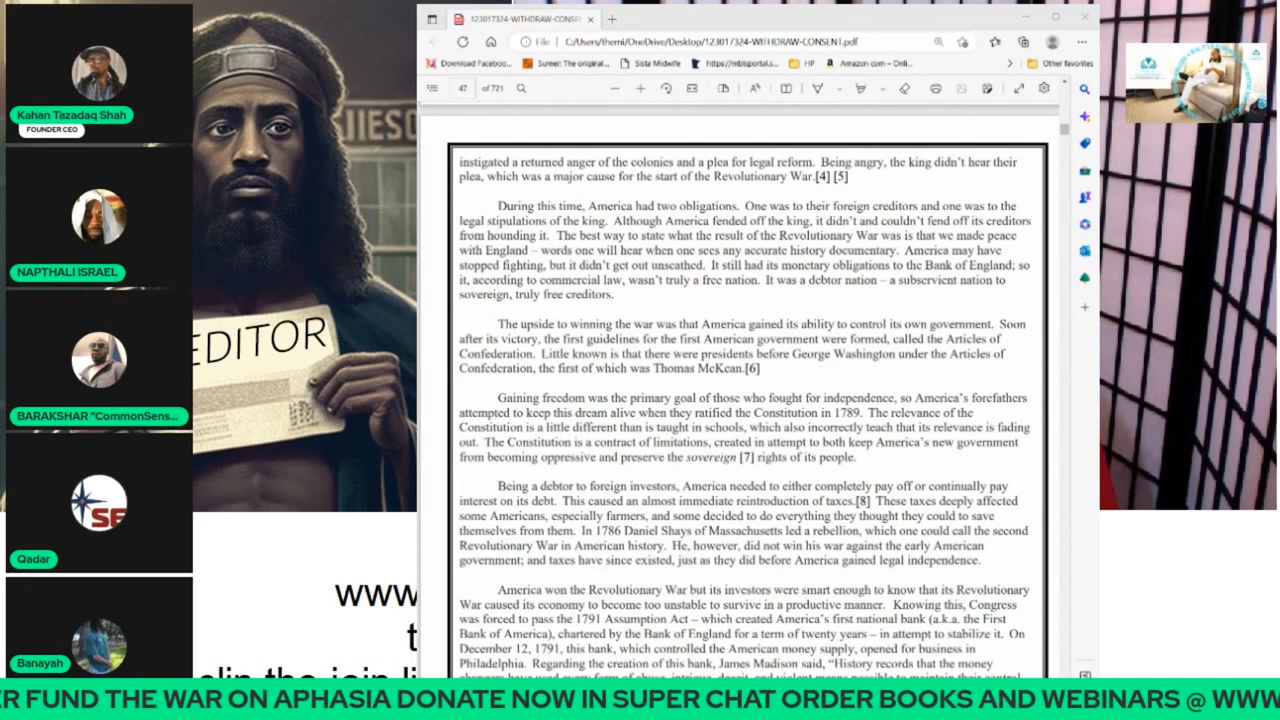 Kahan Tazadaq Shah
FOUNDER CEO
NAPTHALI ISRAEL
BARAKSHAR "CommonSens...
Qadar
Banayah
SE
IIESO
EDITOR
www
123017324-WITHDRAW-CONSEN
File
C:/Users/themi/OneDrive/Desktop/123017324-WITHDRAW-CONSENT.pdf
Download Faceboo...
Sumer: The original...
Sista Midwife
https://mblsportal.s...
HP
Amazon.com – Onli...
Other favorites
47
of 721
instigated a returned anger of the colonies and a plea for legal reform. Being angry, the king didn't hear their
plea, which was a major cause for the start of the Revolutionary War.[4] [5]
During this time, America had two obligations. One was to their foreign creditors and one was to the
legal stipulations of the king. Although America fended off the king, it didn't and couldn't fend off its creditors
from hounding it. The best way to state what the result of the Revolutionary War was is that we made peace
with England – words one will hear when one sees any accurate history documentary. America may have
stopped fighting, but it didn't get out unscathed. It still had its monetary obligations to the Bank of England; so
it, according to commercial law, wasn't truly a free nation. It was a debtor nation – a subservient nation to
sovereign, truly free creditors.
The upside to winning the war was that America gained its ability to control its own government. Soon
after its victory, the first guidelines for the first American government were formed, called the Articles of
Confederation. Little known is that there were presidents before George Washington under the Articles of
Confederation, the first of which was Thomas McKean.[6]
Gaining freedom was the primary goal of those who fought for independence, so America's forefathers
attempted to keep this dream alive when they ratified the Constitution in 1789. The relevance of the
Constitution is a little different than is taught in schools, which also incorrectly teach that its relevance is fading
out. The Constitution is a contract of limitations, created in attempt to both keep America's new government
from becoming oppressive and preserve the sovereign [7] rights of its people.
Being a debtor to foreign investors, America needed to either completely pay off or continually pay
interest on its debt. This caused an almost immediate reintroduction of taxes.[8] These taxes deeply affected
some Americans, especially farmers, and some decided to do everything they thought they could to save
themselves from them. In 1786 Daniel Shays of Massachusetts led a rebellion, which one could call the second
Revolutionary War in American history. He, however, did not win his war against the early American
government; and taxes have since existed, just as they did before America gained legal independence.
America won the Revolutionary War but its investors were smart enough to know that its Revolutionary
War caused its economy to become too unstable to survive in a productive manner. Knowing this, Congress
was forced to pass the 1791 Assumption Act – which created America's first national bank (a.k.a. the First
Bank of America), chartered by the Bank of England for a term of twenty years – in attempt to stabilize it. On
December 12, 1791, this bank, which controlled the American money supply, opened for business in
Philadelphia. Regarding the creation of this bank, James Madison said, "History records that the money
ER FUND THE WAR ON APHASIA DONATE NOW IN SUPER CHAT ORDER BOOKS AND WEBINARS @ WWW